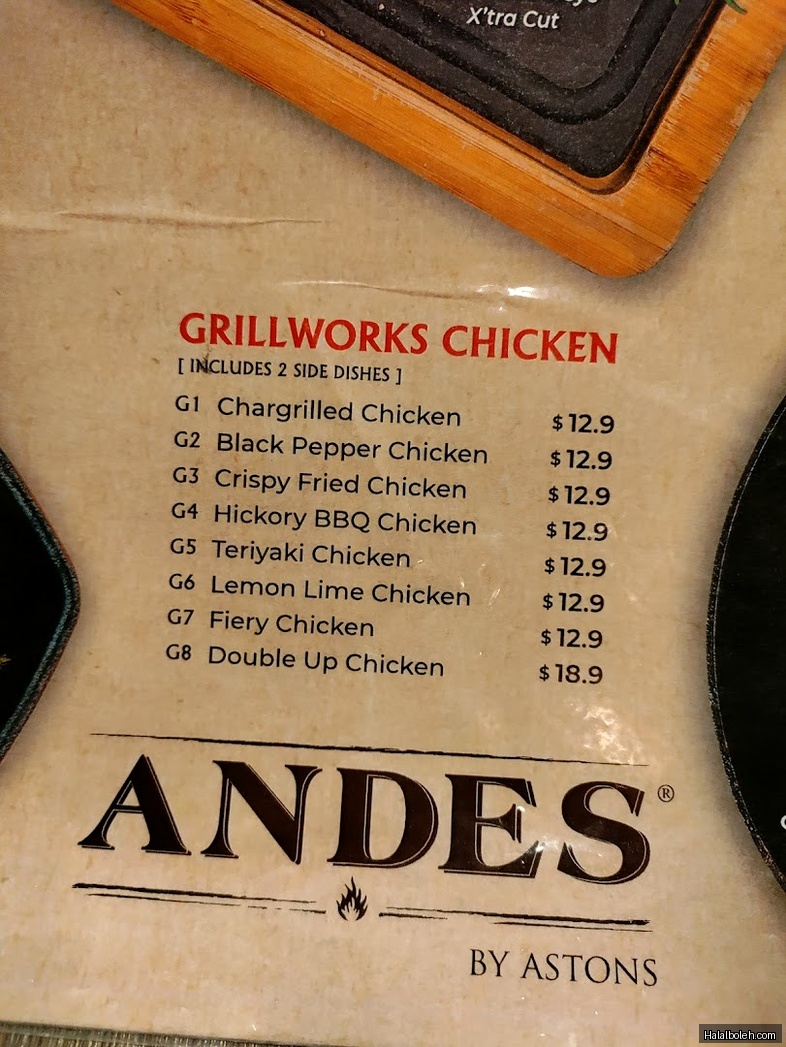 X'tra Cut
GRILLWORKS CHICKEN
[ INCLUDES 2 SIDE DISHES ]
G1 Chargrilled Chicken $12.9
G2 Black Pepper Chicken $12.9
G3 Crispy Fried Chicken $12.9
G4 Hickory BBQ Chicken $12.9
G5 Teriyaki Chicken $12.9
G6 Lemon Lime Chicken $12.9
G7 Fiery Chicken $12.9
G8 Double Up Chicken $18.9
ANDES®
BY ASTONS
Halalboleh.com